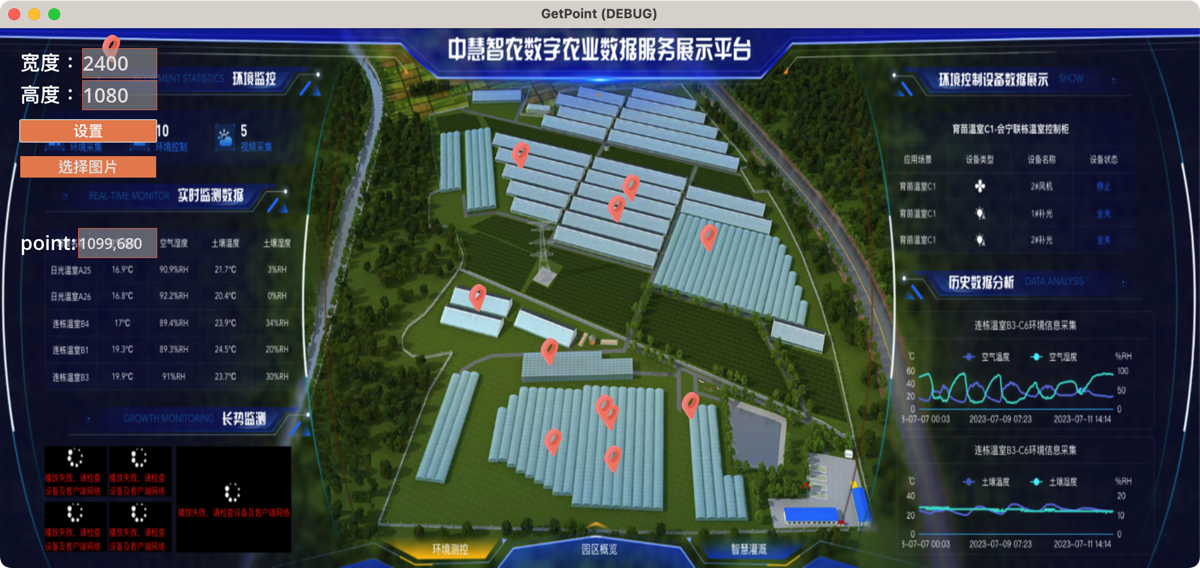 GetPoint (DEBUG)
中慧智农数字农业数据服务展示平台
宽度：2400
高度：1080
设置
选择图片
point:1099,680
MENT STATISTICS 环境监控
10 环境控制
5 视频采集
环境采集
REAL-TIME MONITOR 实时监测数据
空气湿度 土壤温度 土壤湿度
日光温室A25 16.9℃ 90.9%RH 21.7℃ 3%RH
日光温室A26 16.8℃ 92.2%RH 20.4℃ 0%RH
连栋温室B4 17℃ 89.4%RH 23.9℃ 34%RH
连栋温室B1 19.3℃ 89.3%RH 24.5℃ 20%RH
连栋温室B3 19.9℃ 91%RH 23.7℃ 30%RH
GROWTH MONITORING 长势监测
播放失败，请检查设备及客户端网络
播放失败，请检查设备及客户端网络
播放失败，请检查设备及客户端网络
播放失败，请检查设备及客户端网络
播放失败，请检查设备及客户端网络
环境测控
园区概览
智慧灌溉
环境控制设备数据展示 SHOW
育苗温室C1-会宁联栋温室控制柜
应用场景 设备类型 设备名称 设备状态
育苗温室C1 2#风机 停止
育苗温室C1 1#补光 全关
育苗温室C1 2#补光 全关
历史数据分析 DATA ANALYSIS
连栋温室B3-C6环境信息采集
℃ 空气温度 空气湿度 %RH
60 100
40
20 50
0 0
3-07-07 00:03 2023-07-09 07:23 2023-07-11 14:14
连栋温室B3-C6环境信息采集
℃ 土壤温度 土壤湿度 %RH
40 20
20 10
0 0
3-07-07 00:03 2023-07-09 07:23 2023-07-11 14:14